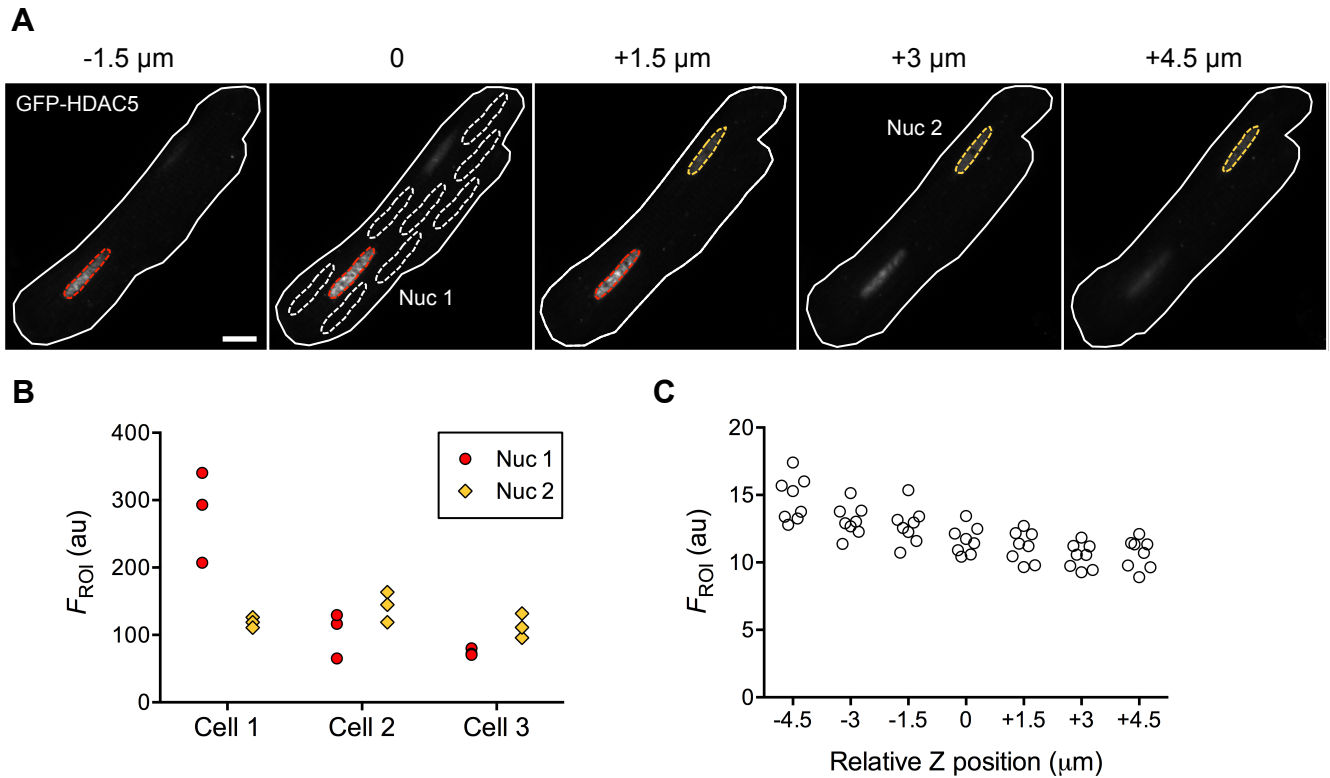 A
-1.5 µm 0 +1.5 µm +3 µm +4.5 µm
GFP-HDAC5
Nuc 2
Nuc 1
B
400
300
200
100
0
F_ROI (au)
Nuc 1
Nuc 2
Cell 1 Cell 2 Cell 3
C
20
15
10
5
0
F_ROI (au)
-4.5 -3 -1.5 0 +1.5 +3 +4.5
Relative Z position (µm)